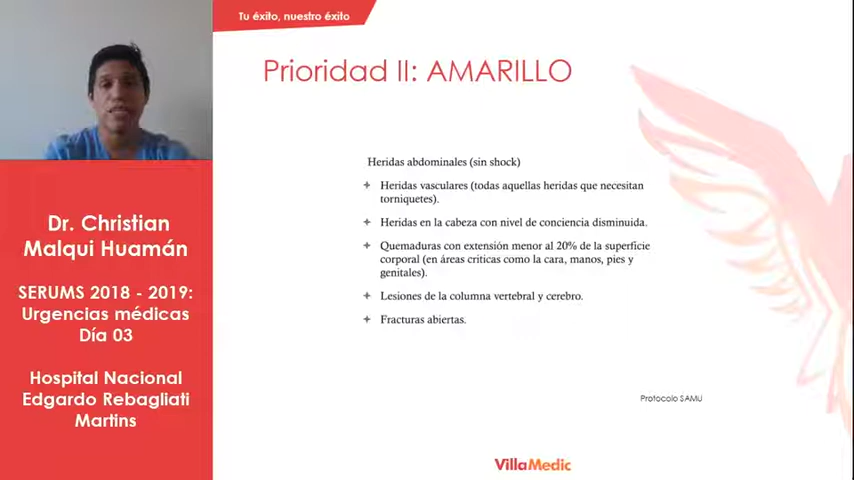 Tu éxito, nuestro éxito
Prioridad II: AMARILLO
Heridas abdominales (sin shock)
Heridas vasculares (todas aquellas heridas que necesitan
torniquetes).
Heridas en la cabeza con nivel de conciencia disminuida.
Quemaduras con extensión menor al 20% de la superficie
corporal (en áreas criticas como la cara, manos, pies y
genitales).
Lesiones de la columna vertebral y cerebro.
Fracturas abiertas.
Protocolo SAMU
VillaMedic
Dr. Christian
Malqui Huamán
SERUMS 2018 - 2019:
Urgencias médicas
Día 03
Hospital Nacional
Edgardo Rebagliati
Martins